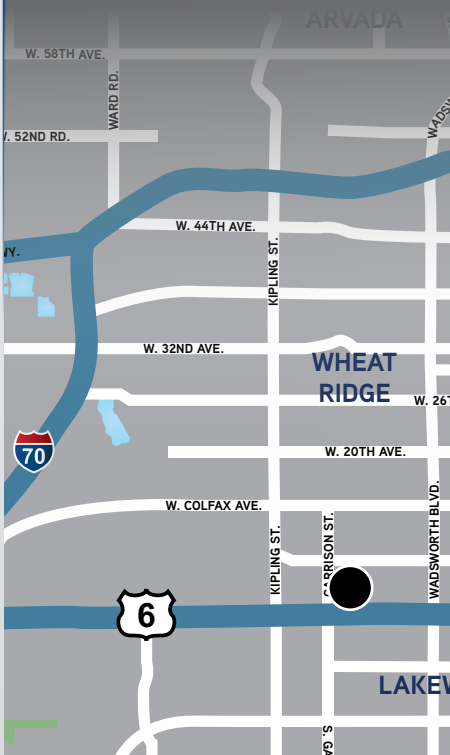 ARVADA
W. 58TH AVE.
WARD RD.
W. 52ND RD.
W. 44TH AVE.
WY.
KIPLING ST.
W. 32ND AVE.
WHEAT
RIDGE
W. 26T
70
W. 20TH AVE.
W. COLFAX AVE.
KIPLING ST.
GARRISON ST.
WADSWORTH BLVD.
6
LAKEW
S. GA